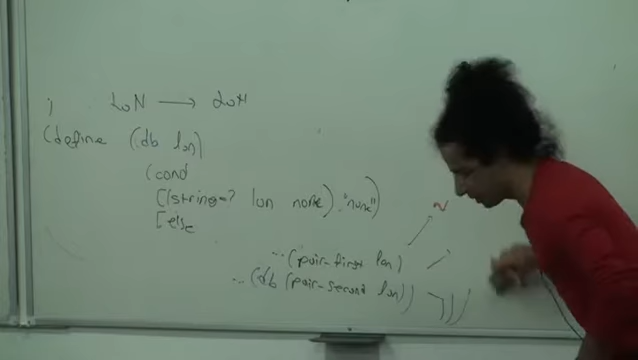 ; LoN → LoN
(define (db lon)
(cond
[(string=? lon none) "none")
[else
... (pair-first lon)
... (db (pair-second lon))
N